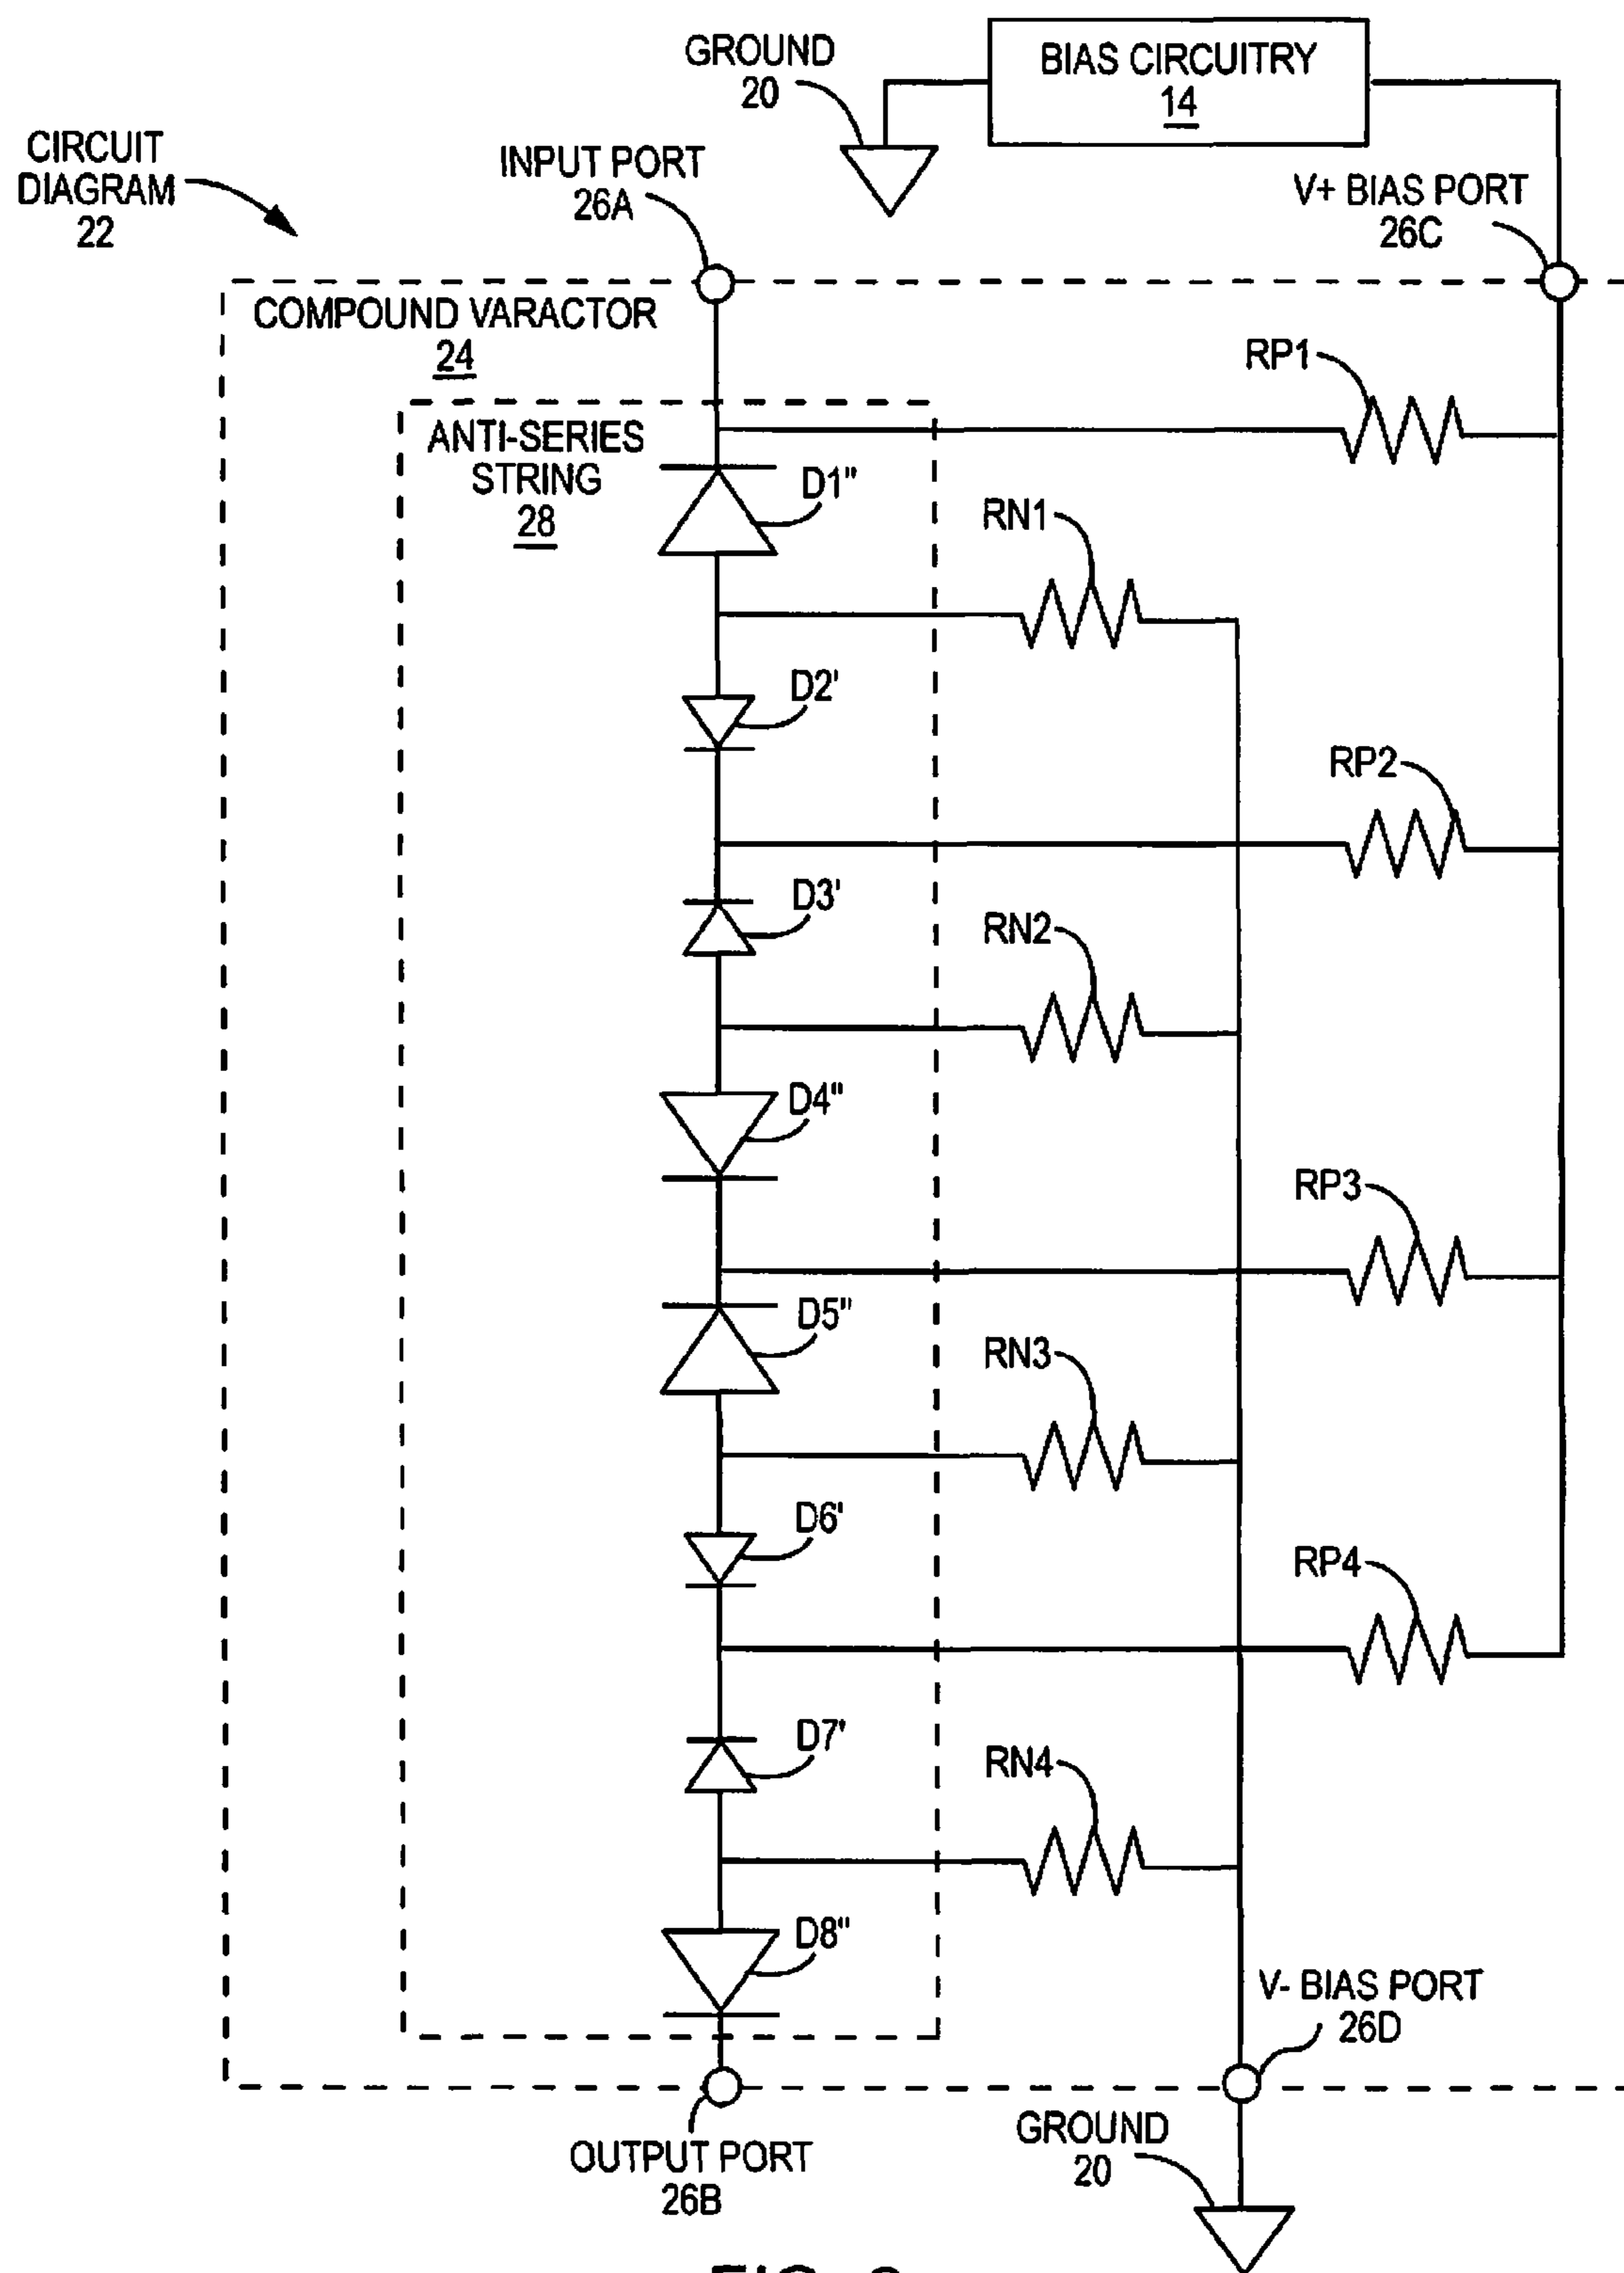 GROUND
20
BIAS CIRCUITRY
14
CIRCUIT
DIAGRAM
22
INPUT PORT
26A
V+ BIAS PORT
26C
COMPOUND VARACTOR
24
RP1
ANTI-SERIES
STRING
28
D1"
RN1
D2'
RP2
D3'
RN2
D4"
RP3
D5"
RN3
D6'
RP4
D7'
RN4
D8"
V- BIAS PORT
26D
OUTPUT PORT
26B
GROUND
20